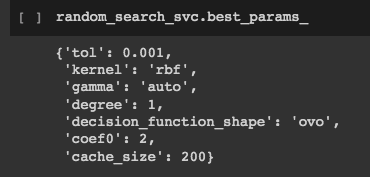 [ ] random_search_svc.best_params_
{'tol': 0.001,
'kernel': 'rbf',
'gamma': 'auto',
'degree': 1,
'decision_function_shape': 'ovo',
'coef0': 2,
'cache_size': 200}